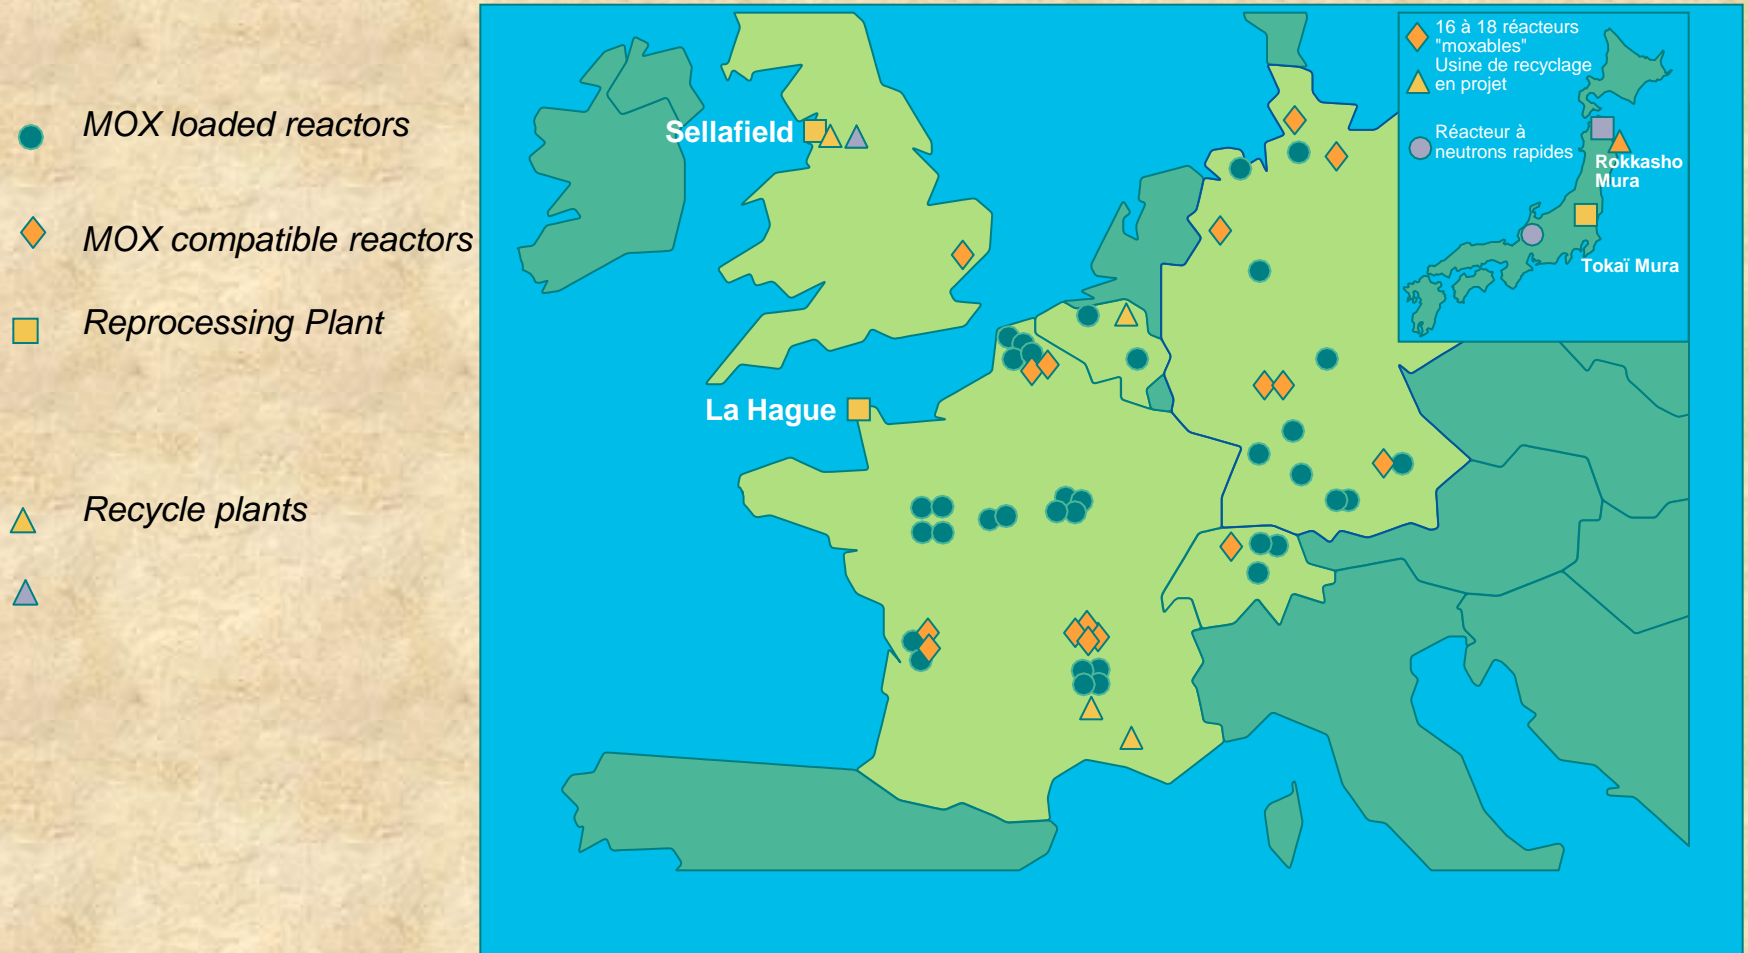 MOX loaded reactors
MOX compatible reactors
Reprocessing Plant
Recycle plants
Sellafield
La Hague
16 à 18 réacteurs
"moxables"
Usine de recyclage
en projet
Réacteur à
neutrons rapides
Rokkasho
Mura
Tokaï Mura